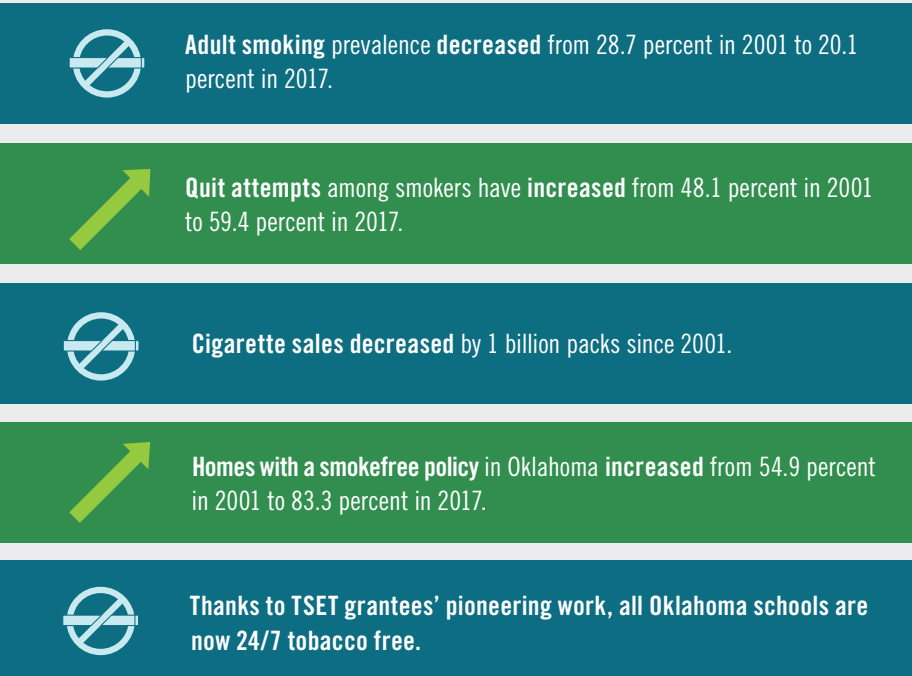 Adult smoking prevalence decreased from 28.7 percent in 2001 to 20.1
percent in 2017.
Quit attempts among smokers have increased from 48.1 percent in 2001
to 59.4 percent in 2017.
Cigarette sales decreased by 1 billion packs since 2001.
Homes with a smokefree policy in Oklahoma increased from 54.9 percent
in 2001 to 83.3 percent in 2017.
Thanks to TSET grantees’ pioneering work, all Oklahoma schools are
now 24/7 tobacco free.